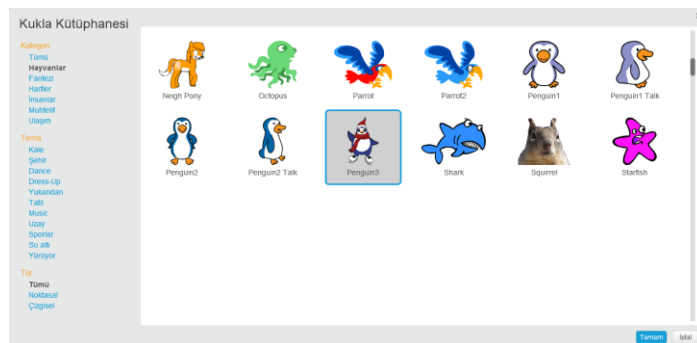 Kukla Kütüphanesi
Kategori
Tümü
Hayvanlar
Fantezi
Harfler
İnsanlar
Muhtelif
Ulaşım
Tema
Kale
Şehir
Dance
Dress-Up
Yukarıdan
Tatil
Music
Uzay
Sporlar
Su altı
Yürüyor
Tür
Tümü
Noktasal
Çizgisel
Neigh Pony
Octopus
Parrot
Parrot2
Penguin1
Penguin1 Talk
Penguin2
Penguin2 Talk
Penguin3
Shark
Squirrel
Starfish
Tamam
İptal